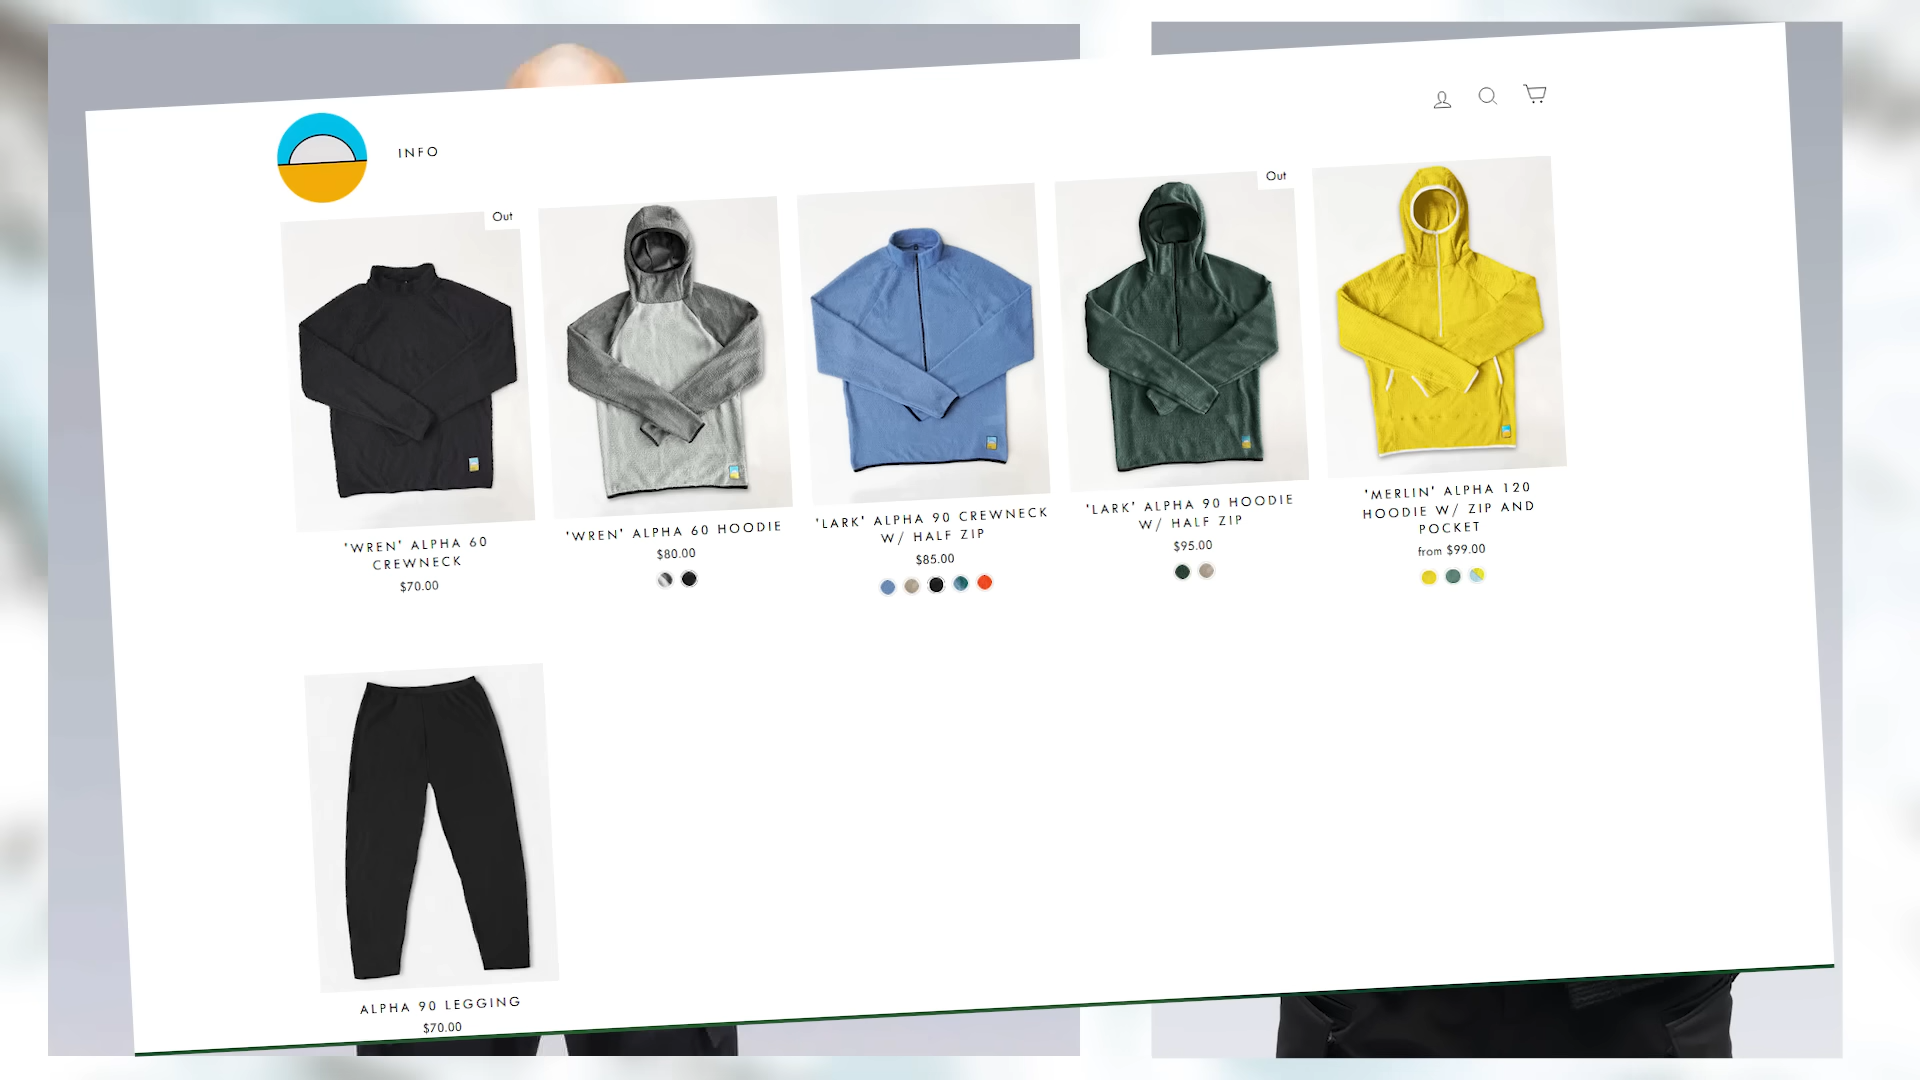 INFO
Out
Out
'WREN' ALPHA 60
CREWNECK
$70.00
'WREN' ALPHA 60 HOODIE
$80.00
'LARK' ALPHA 90 CREWNECK
W/ HALF ZIP
$85.00
'LARK' ALPHA 90 HOODIE
W/ HALF ZIP
$95.00
'MERLIN' ALPHA 120
HOODIE W/ ZIP AND
POCKET
from $99.00
ALPHA 90 LEGGING
$70.00